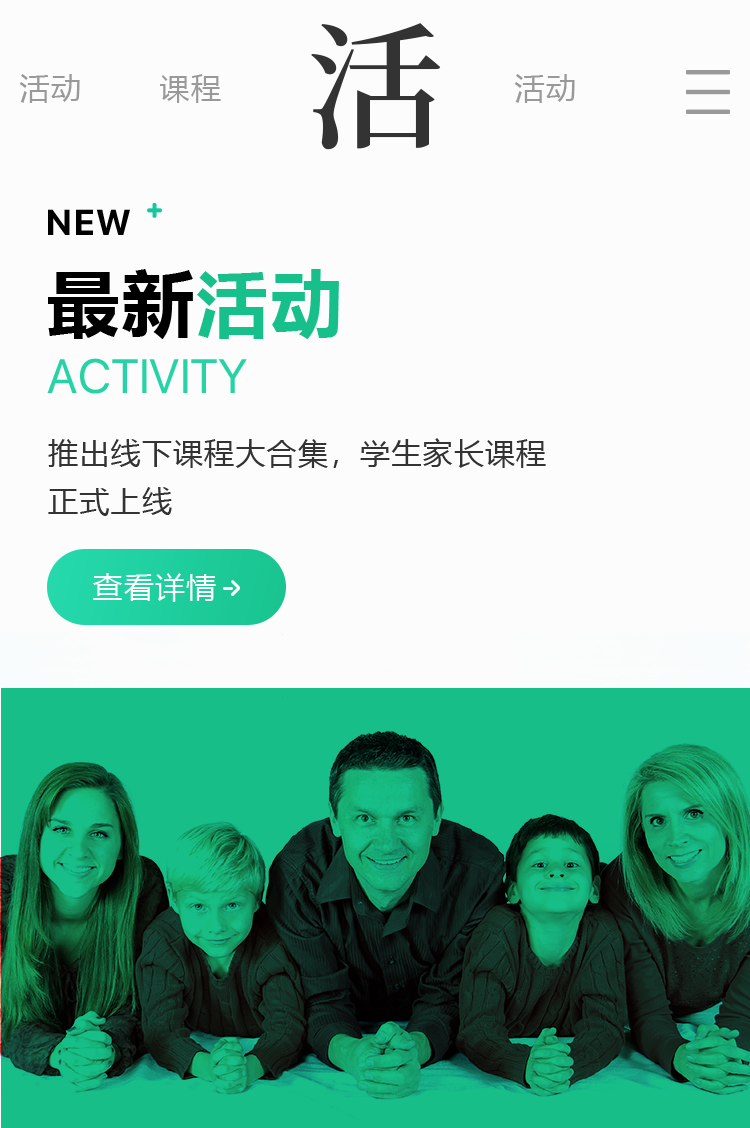 活动 课程 活 活动
NEW +
最新活动
ACTIVITY
推出线下课程大合集，学生家长课程
正式上线
查看详情→